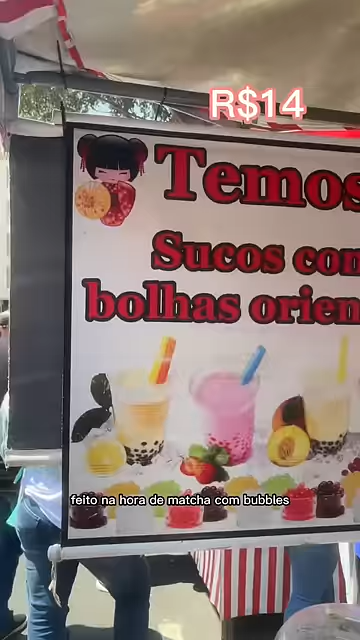 R$14
Temos
Sucos com
bolhas orien
feito na hora de matcha com bubbles